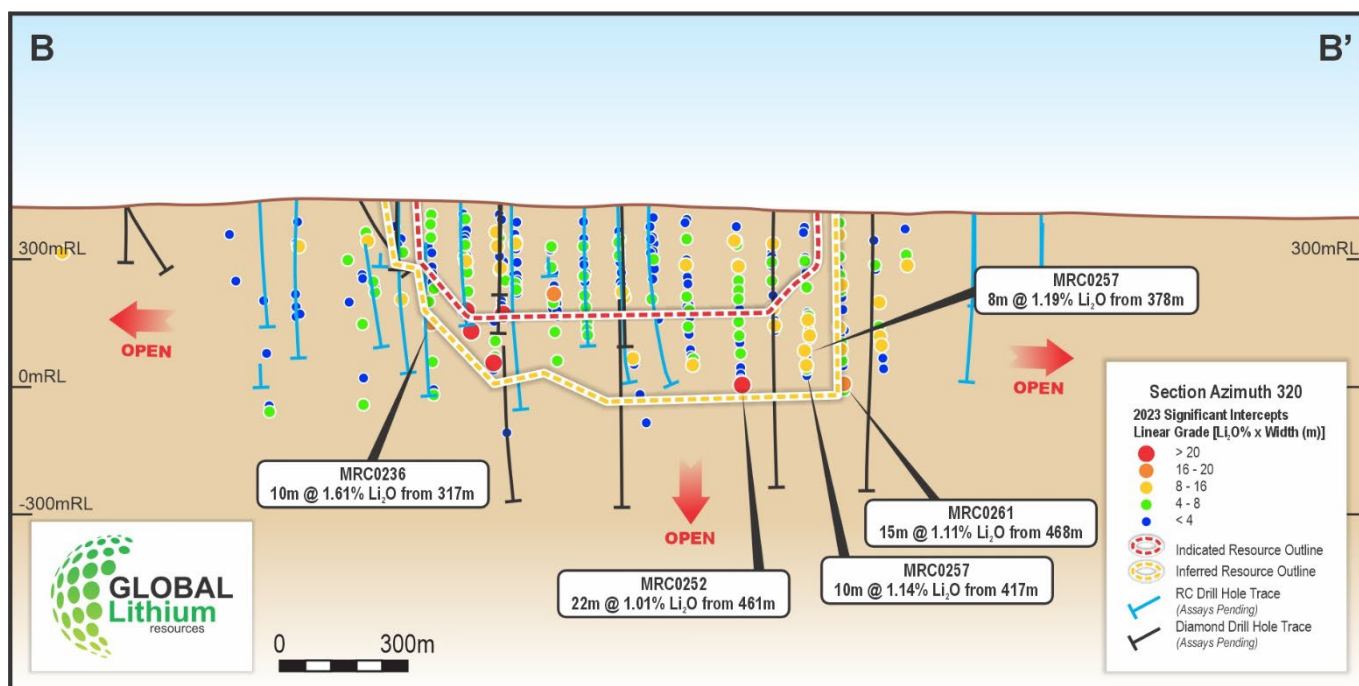 B
B'
300mRL
300mRL
MRC0257
8m @ 1.19% Li₂O from 378m
OPEN
OPEN
0mRL
MRC0236
10m @ 1.61% Li₂O from 317m
-300mRL
OPEN
MRC0261
15m @ 1.11% Li₂O from 468m
MRC0252
22m @ 1.01% Li₂O from 461m
MRC0257
10m @ 1.14% Li₂O from 417m
GLOBAL
Lithium
resources
0
300m
Section Azimuth 320
2023 Significant Intercepts
Linear Grade [Li₂O% x Width (m)]
> 20
16 - 20
8 - 16
4 - 8
< 4
Indicated Resource Outline
Inferred Resource Outline
RC Drill Hole Trace
(Assays Pending)
Diamond Drill Hole Trace
(Assays Pending)